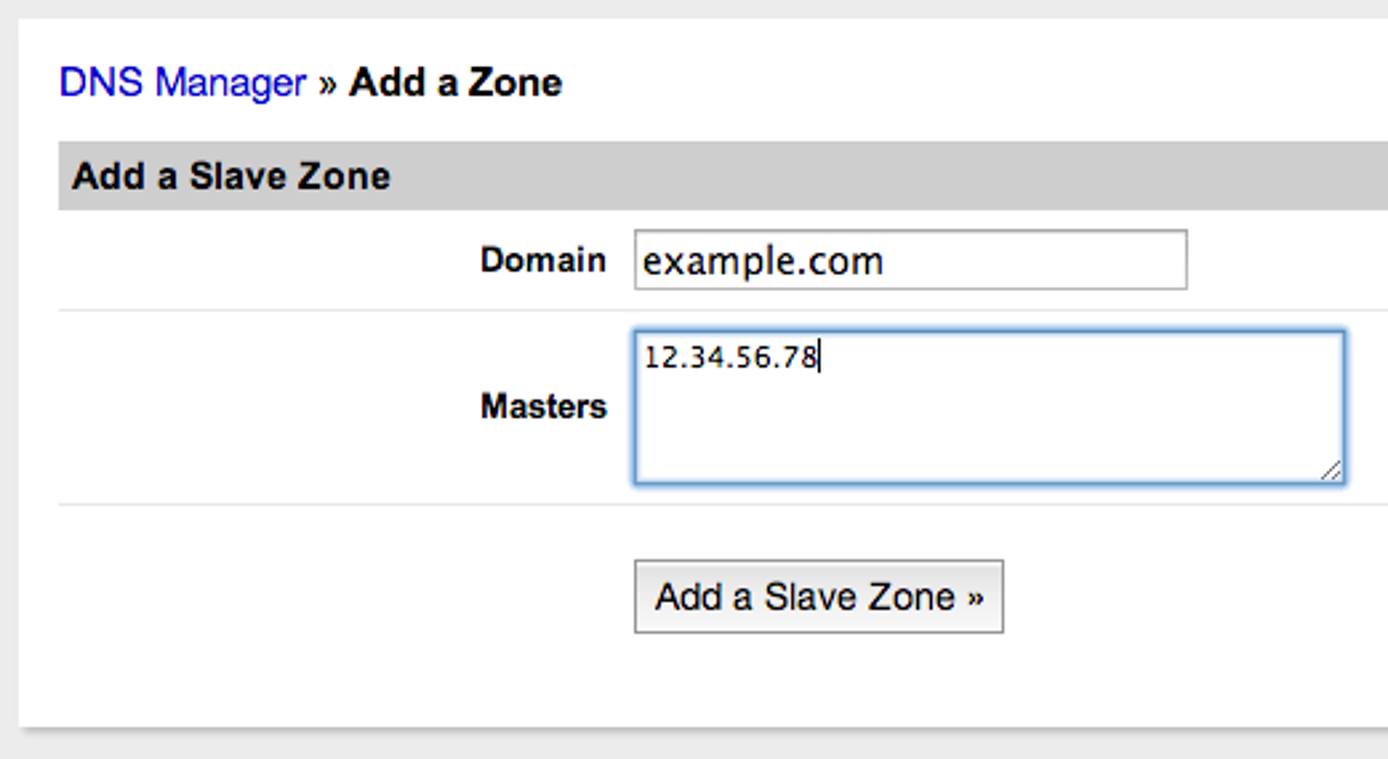 DNS Manager » Add a Zone
Add a Slave Zone
Domain example.com
12.34.56.78
Masters
Add a Slave Zone »